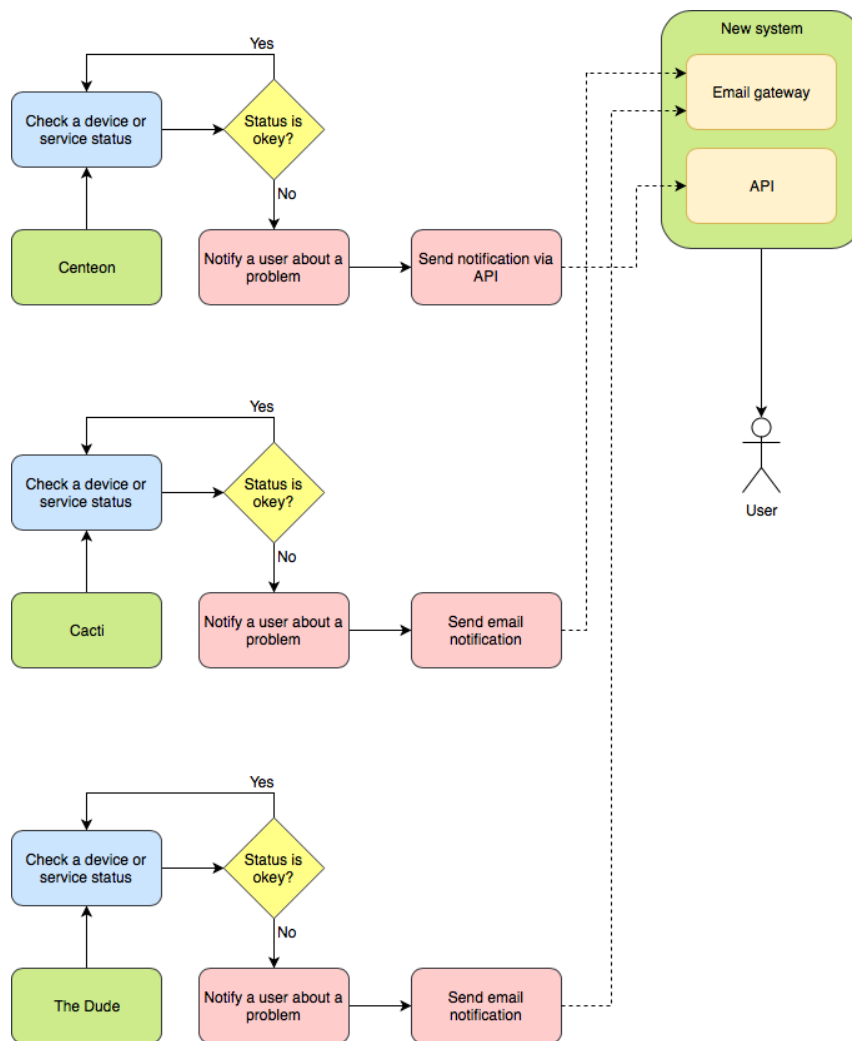 New system
Email gateway
API
User
Yes
Check a device or
service status
Status is
okey?
No
Centeon
Notify a user about a
problem
Send notification via
API
Yes
Check a device or
service status
Status is
okey?
No
Cacti
Notify a user about a
problem
Send email
notification
Yes
Check a device or
service status
Status is
okey?
No
The Dude
Notify a user about a
problem
Send email
notification